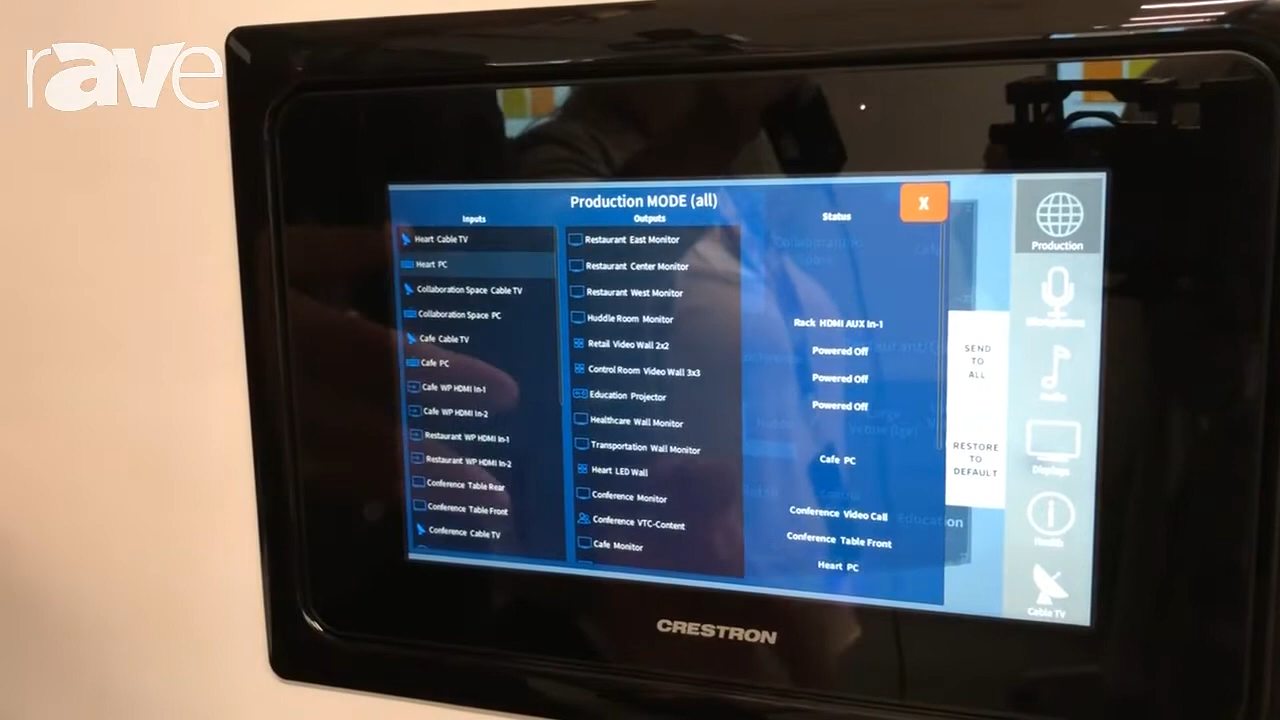 rave
Production MODE (all)
X
Inputs
Outputs
Status
Heart Cable TV
Heart PC
Collaboration Space Cable TV
Collaboration Space PC
Cafe Cable TV
Cafe PC
Cafe WP HDMI In-1
Cafe WP HDMI In-2
Restaurant WP HDMI In-1
Restaurant WP HDMI In-2
Conference Table Rear
Conference Table Front
Conference Cable TV
Restaurant East Monitor
Restaurant Center Monitor
Restaurant West Monitor
Huddle Room Monitor
Retail Video Wall 2x2
Control Room Video Wall 3x3
Education Projector
Healthcare Wall Monitor
Transportation Wall Monitor
Heart LED Wall
Conference Monitor
Conference VTC-Content
Cafe Monitor
Rack HDMI AUX In-1
Powered Off
Powered Off
Powered Off
Cafe PC
Conference Video Call
Conference Table Front
Heart PC
SEND
TO
ALL
RESTORE
TO
DEFAULT
Education
Production
Microphones
Audio
Displays
Health
Cable TV
CRESTRON